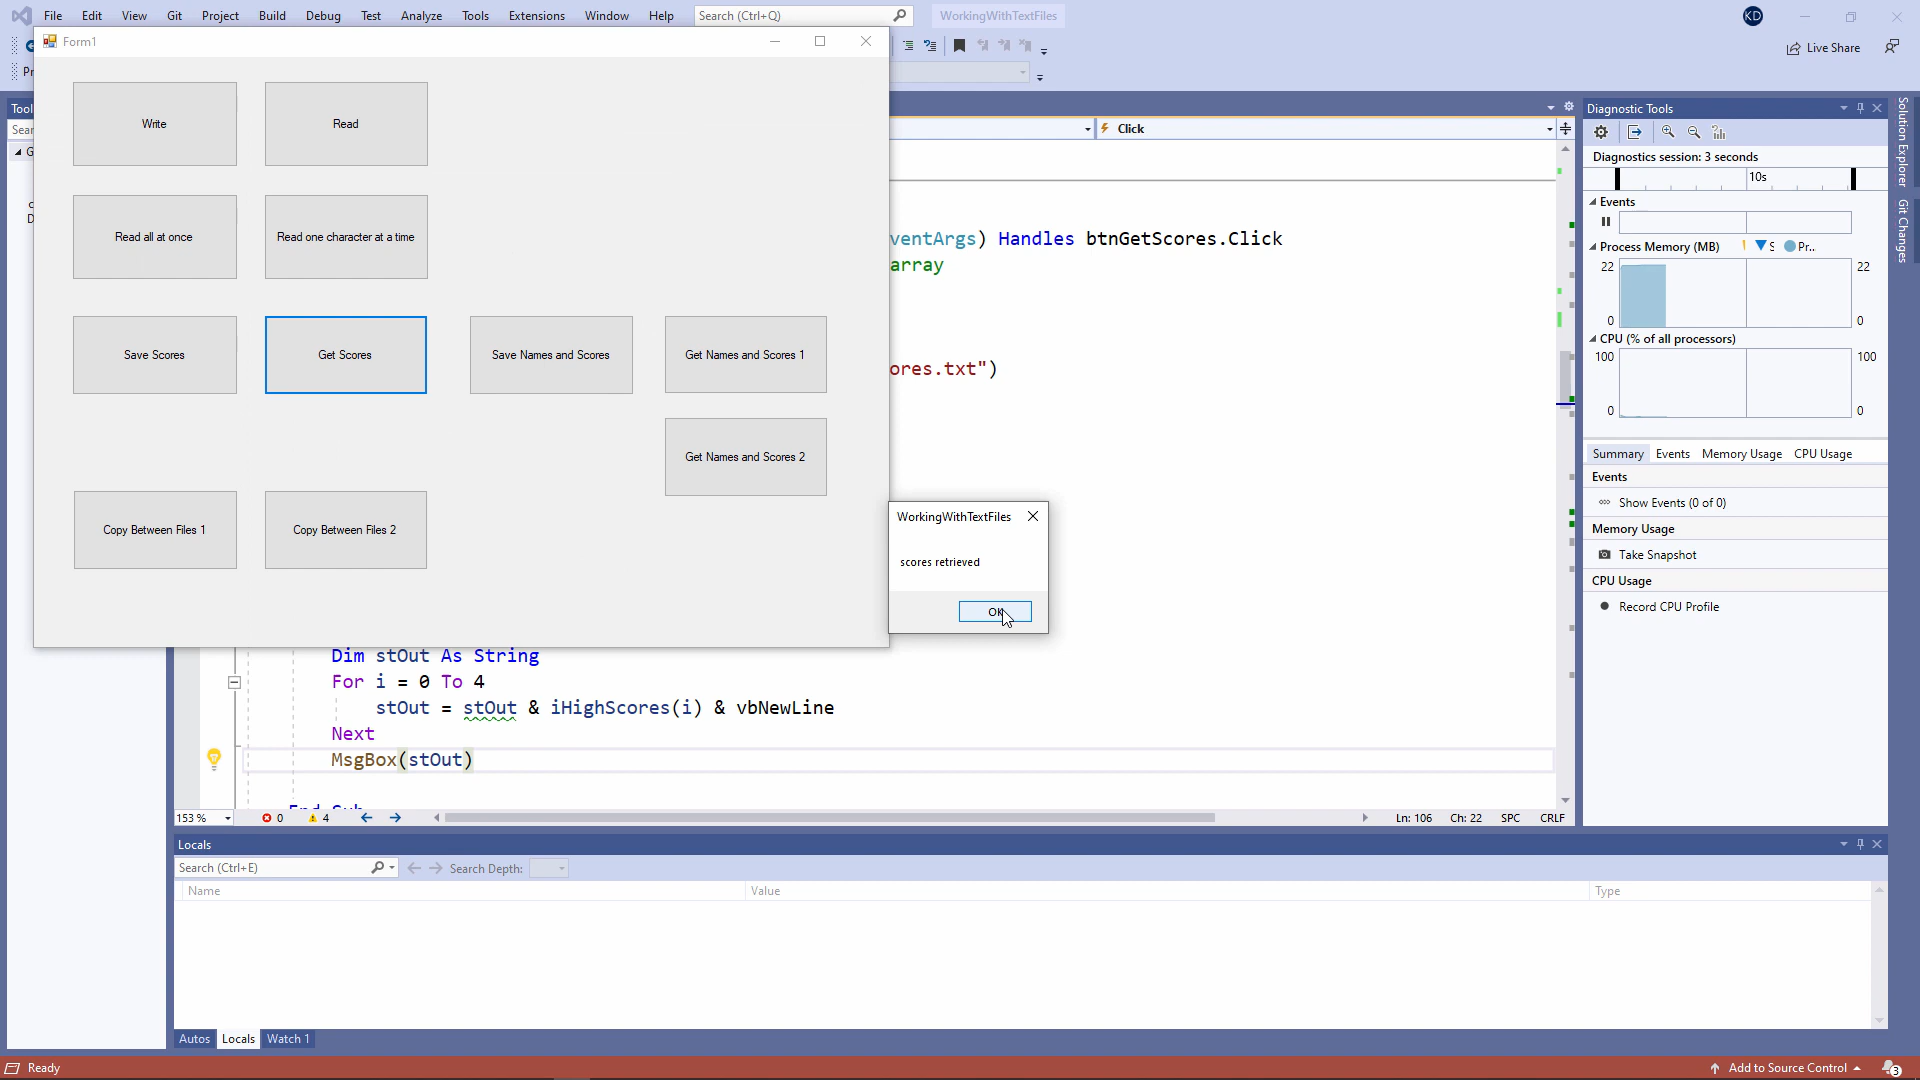 File Edit View Git Project Build Debug Test Analyze Tools Extensions Window Help Search (Ctrl+Q) WorkingWithTextFiles KD
Form1
Live Share
Write Read
Read all at once Read one character at a time
Save Scores Get Scores Save Names and Scores Get Names and Scores 1
Get Names and Scores 2
Copy Between Files 1 Copy Between Files 2
Click
ventArgs) Handles btnGetScores.Click
array
ores.txt")
WorkingWithTextFiles
scores retrieved
OK
Dim stOut As String
For i = 0 To 4
stOut = stOut & iHighScores(i) & vbNewLine
Next
MsgBox(stOut)
End Sub
153 % 0 4 Ln: 106 Ch: 22 SPC CRLF
Diagnostic Tools
Diagnostics session: 3 seconds
10s
Events
Process Memory (MB) S Pr...
22 22
0 0
CPU (% of all processors)
100 100
0 0
Summary Events Memory Usage CPU Usage
Events
Show Events (0 of 0)
Memory Usage
Take Snapshot
CPU Usage
Record CPU Profile
Solution Explorer
Git Changes
Locals
Search (Ctrl+E) Search Depth:
Name Value Type
Autos Locals Watch 1
Ready Add to Source Control 3